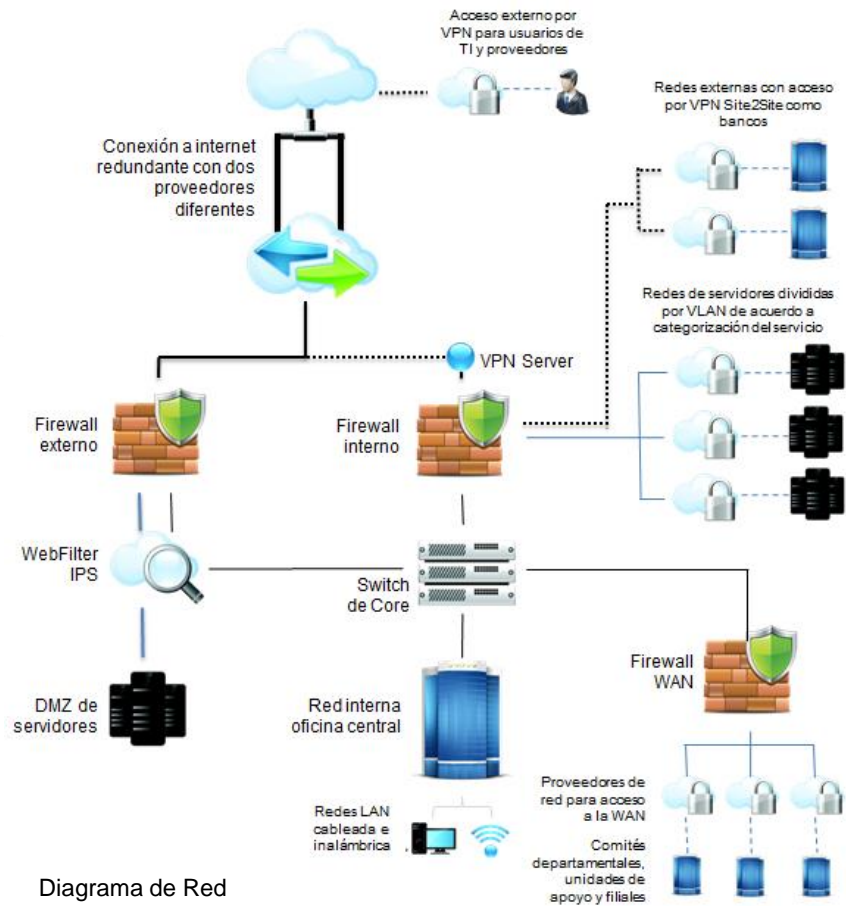 Acceso externo por
VPN para usuarios de
TI y proveedores
Redes externas con acceso
por VPN Site2Site como
bancos
Conexión a internet
redundante con dos
proveedores
diferentes
Redes de servidores divididas
por VLAN de acuerdo a
categorización del servicio
VPN Server
Firewall
externo
Firewall
interno
WebFilter
IPS
Switch
de Core
Firewall
WAN
DMZ de
servidores
Red interna
oficina central
Proveedores de
red para acceso
a la WAN
Redes LAN
cableada e
inalámbrica
Comités
departamentales,
unidades de
apoyo y filiales
Diagrama de Red